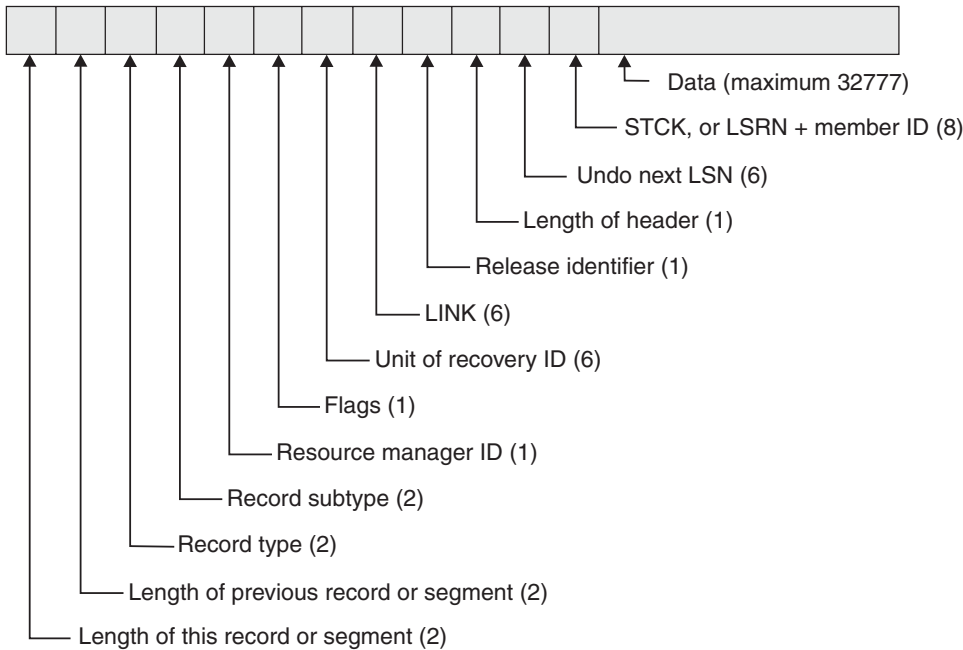 Data (maximum 32777)
STCK, or LSRN + member ID (8)
Undo next LSN (6)
Length of header (1)
Release identifier (1)
LINK (6)
Unit of recovery ID (6)
Flags (1)
Resource manager ID (1)
Record subtype (2)
Record type (2)
Length of previous record or segment (2)
Length of this record or segment (2)